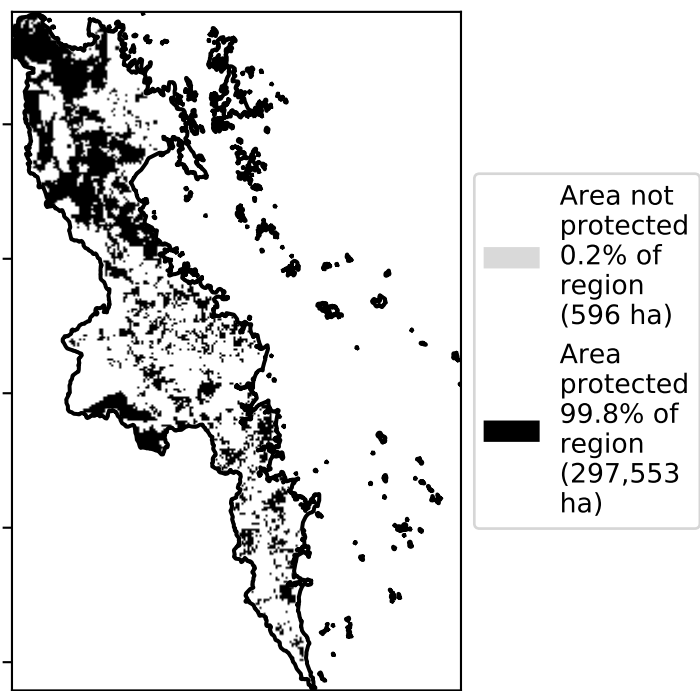 Area not
protected
0.2% of
region
(596 ha)
Area
protected
99.8% of
region
(297,553
ha)